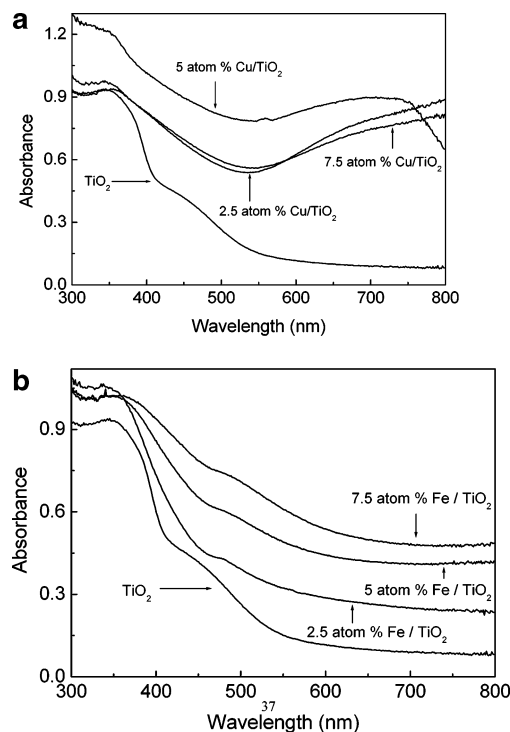 a
1.2
0.9
0.6
0.3
0.0
Absorbance
5 atom % Cu/TiO₂
TiO₂
7.5 atom % Cu/TiO₂
2.5 atom % Cu/TiO₂
300 400 500 600 700 800
Wavelength (nm)
b
0.9
0.6
0.3
0.0
Absorbance
7.5 atom % Fe / TiO₂
TiO₂
5 atom % Fe / TiO₂
2.5 atom % Fe / TiO₂
300 400 500 600 700 800
37
Wavelength (nm)